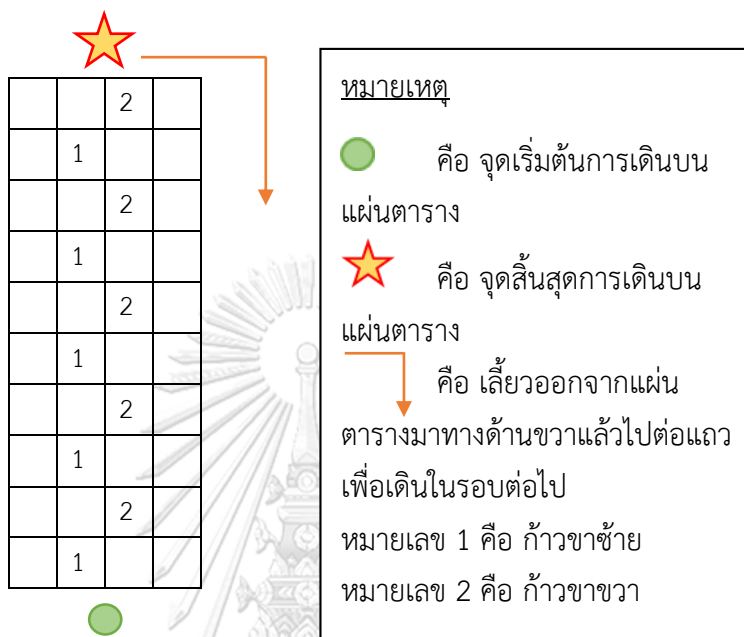 2
1
2
1
2
1
2
1
2
1
หมายเหตุ
คือ จุดเริ่มต้นการเดินบน
แผ่นตาราง
คือ จุดสิ้นสุดการเดินบน
แผ่นตาราง
คือ เลี้ยวออกจากแผ่น
ตารางมาทางด้านขวาแล้วไปต่อแถว
เพื่อเดินในรอบต่อไป
หมายเลข 1 คือ ก้าวขาซ้าย
หมายเลข 2 คือ ก้าวขาขวา